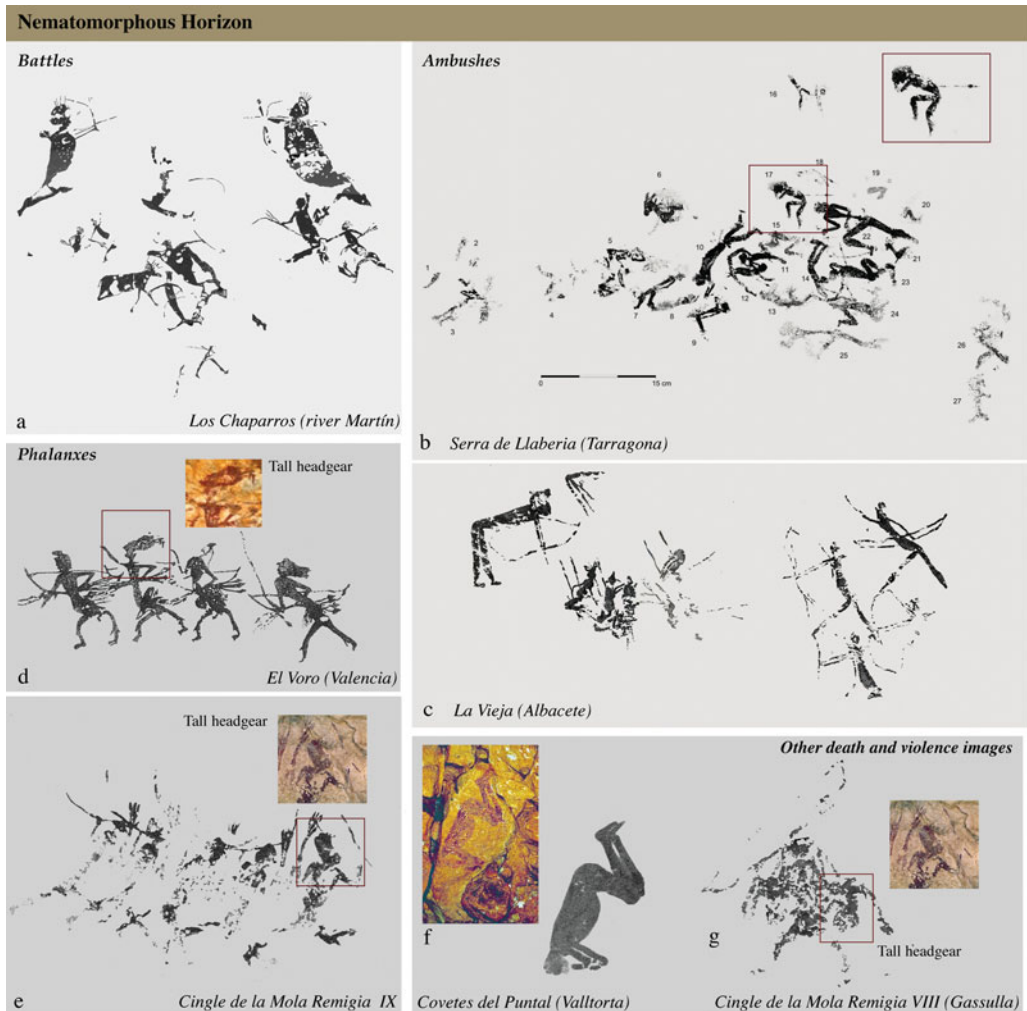 Nematomorphous Horizon
Battles
a
Los Chaparros (river Martín)
Ambushes
16
17
18
19
20
6
15
22
2
5
10
21
1
11
14
23
4
12
3
7
8
13
24
9
25
26
27
0
15 cm
b
Serra de Llaberia (Tarragona)
Phalanxes
Tall headgear
d
El Voro (Valencia)
c
La Vieja (Albacete)
Tall headgear
e
Cingle de la Mola Remigia IX
Other death and violence images
f
g
Tall headgear
Covetes del Puntal (Valltorta)
Cingle de la Mola Remigia VIII (Gassulla)